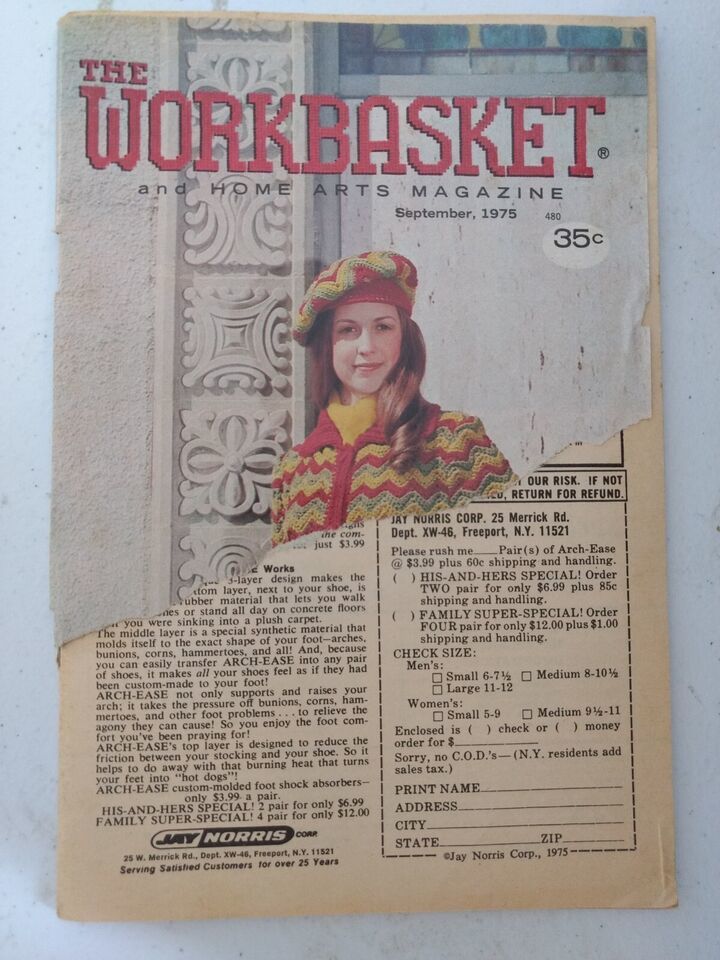 THE
WORKBASKET®
and HOME ARTS MAGAZINE
September, 1975 480
35c
the com-
just $3.99
Works
3-layer design makes the
tom layer, next to your shoe, is
rubber material that lets you walk
or stand all day on concrete floors
you were sinking into a plush carpet.
The middle layer is a special synthetic material that
molds itself to the exact shape of your foot—arches,
bunions, corns, hammertoes, and all! And, because
you can easily transfer ARCH-EASE into any pair
of shoes, it makes all your shoes feel as if they had
been custom-made to your foot!
ARCH-EASE not only supports and raises your
arch; it takes the pressure off bunions, corns, ham-
mertoes, and other foot problems . . . to relieve the
agony they can cause! So you enjoy the foot com-
fort you've been praying for!
ARCH-EASE's top layer is designed to reduce the
friction between your stocking and your shoe. So it
helps to do away with that burning heat that turns
your feet into "hot dogs"!
ARCH-EASE custom-molded foot shock absorbers—
only $3.99 a pair.
HIS-AND-HERS SPECIAL! 2 pair for only $6.99
FAMILY SUPER-SPECIAL! 4 pair for only $12.00
JAY NORRIS CORP.
25 W. Merrick Rd., Dept. XW-46, Freeport, N.Y. 11521
Serving Satisfied Customers for over 25 Years
OUR RISK. IF NOT
RETURN FOR REFUND.
JAY NORRIS CORP. 25 Merrick Rd.
Dept. XW-46, Freeport, N.Y. 11521
Please rush me____Pair(s) of Arch-Ease
@ $3.99 plus 60c shipping and handling.
( ) HIS-AND-HERS SPECIAL! Order
TWO pair for only $6.99 plus 85c
shipping and handling.
( ) FAMILY SUPER-SPECIAL! Order
FOUR pair for only $12.00 plus $1.00
shipping and handling.
CHECK SIZE:
Men's:
□ Small 6-7½ □ Medium 8-10½
□ Large 11-12
Women's:
□ Small 5-9 □ Medium 9½-11
Enclosed is ( ) check or ( ) money
order for $____
Sorry, no C.O.D.'s—(N.Y. residents add
sales tax.)
PRINT NAME____
ADDRESS____
CITY____
STATE____ZIP____
©Jay Norris Corp., 1975